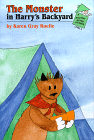 The Monster
in Harry's Backyard
by Karen Gray Ruelle